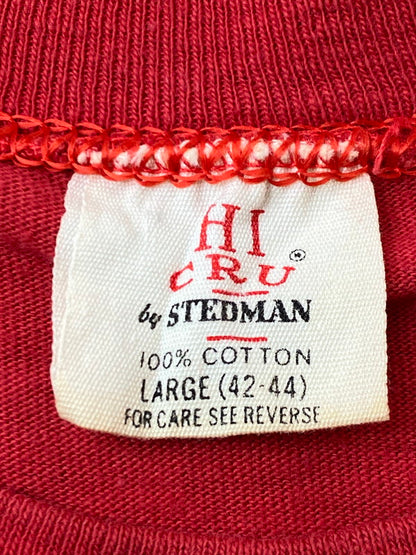 HI
CRU®
by STEDMAN
100% COTTON
LARGE (42-44)
FOR CARE SEE REVERSE